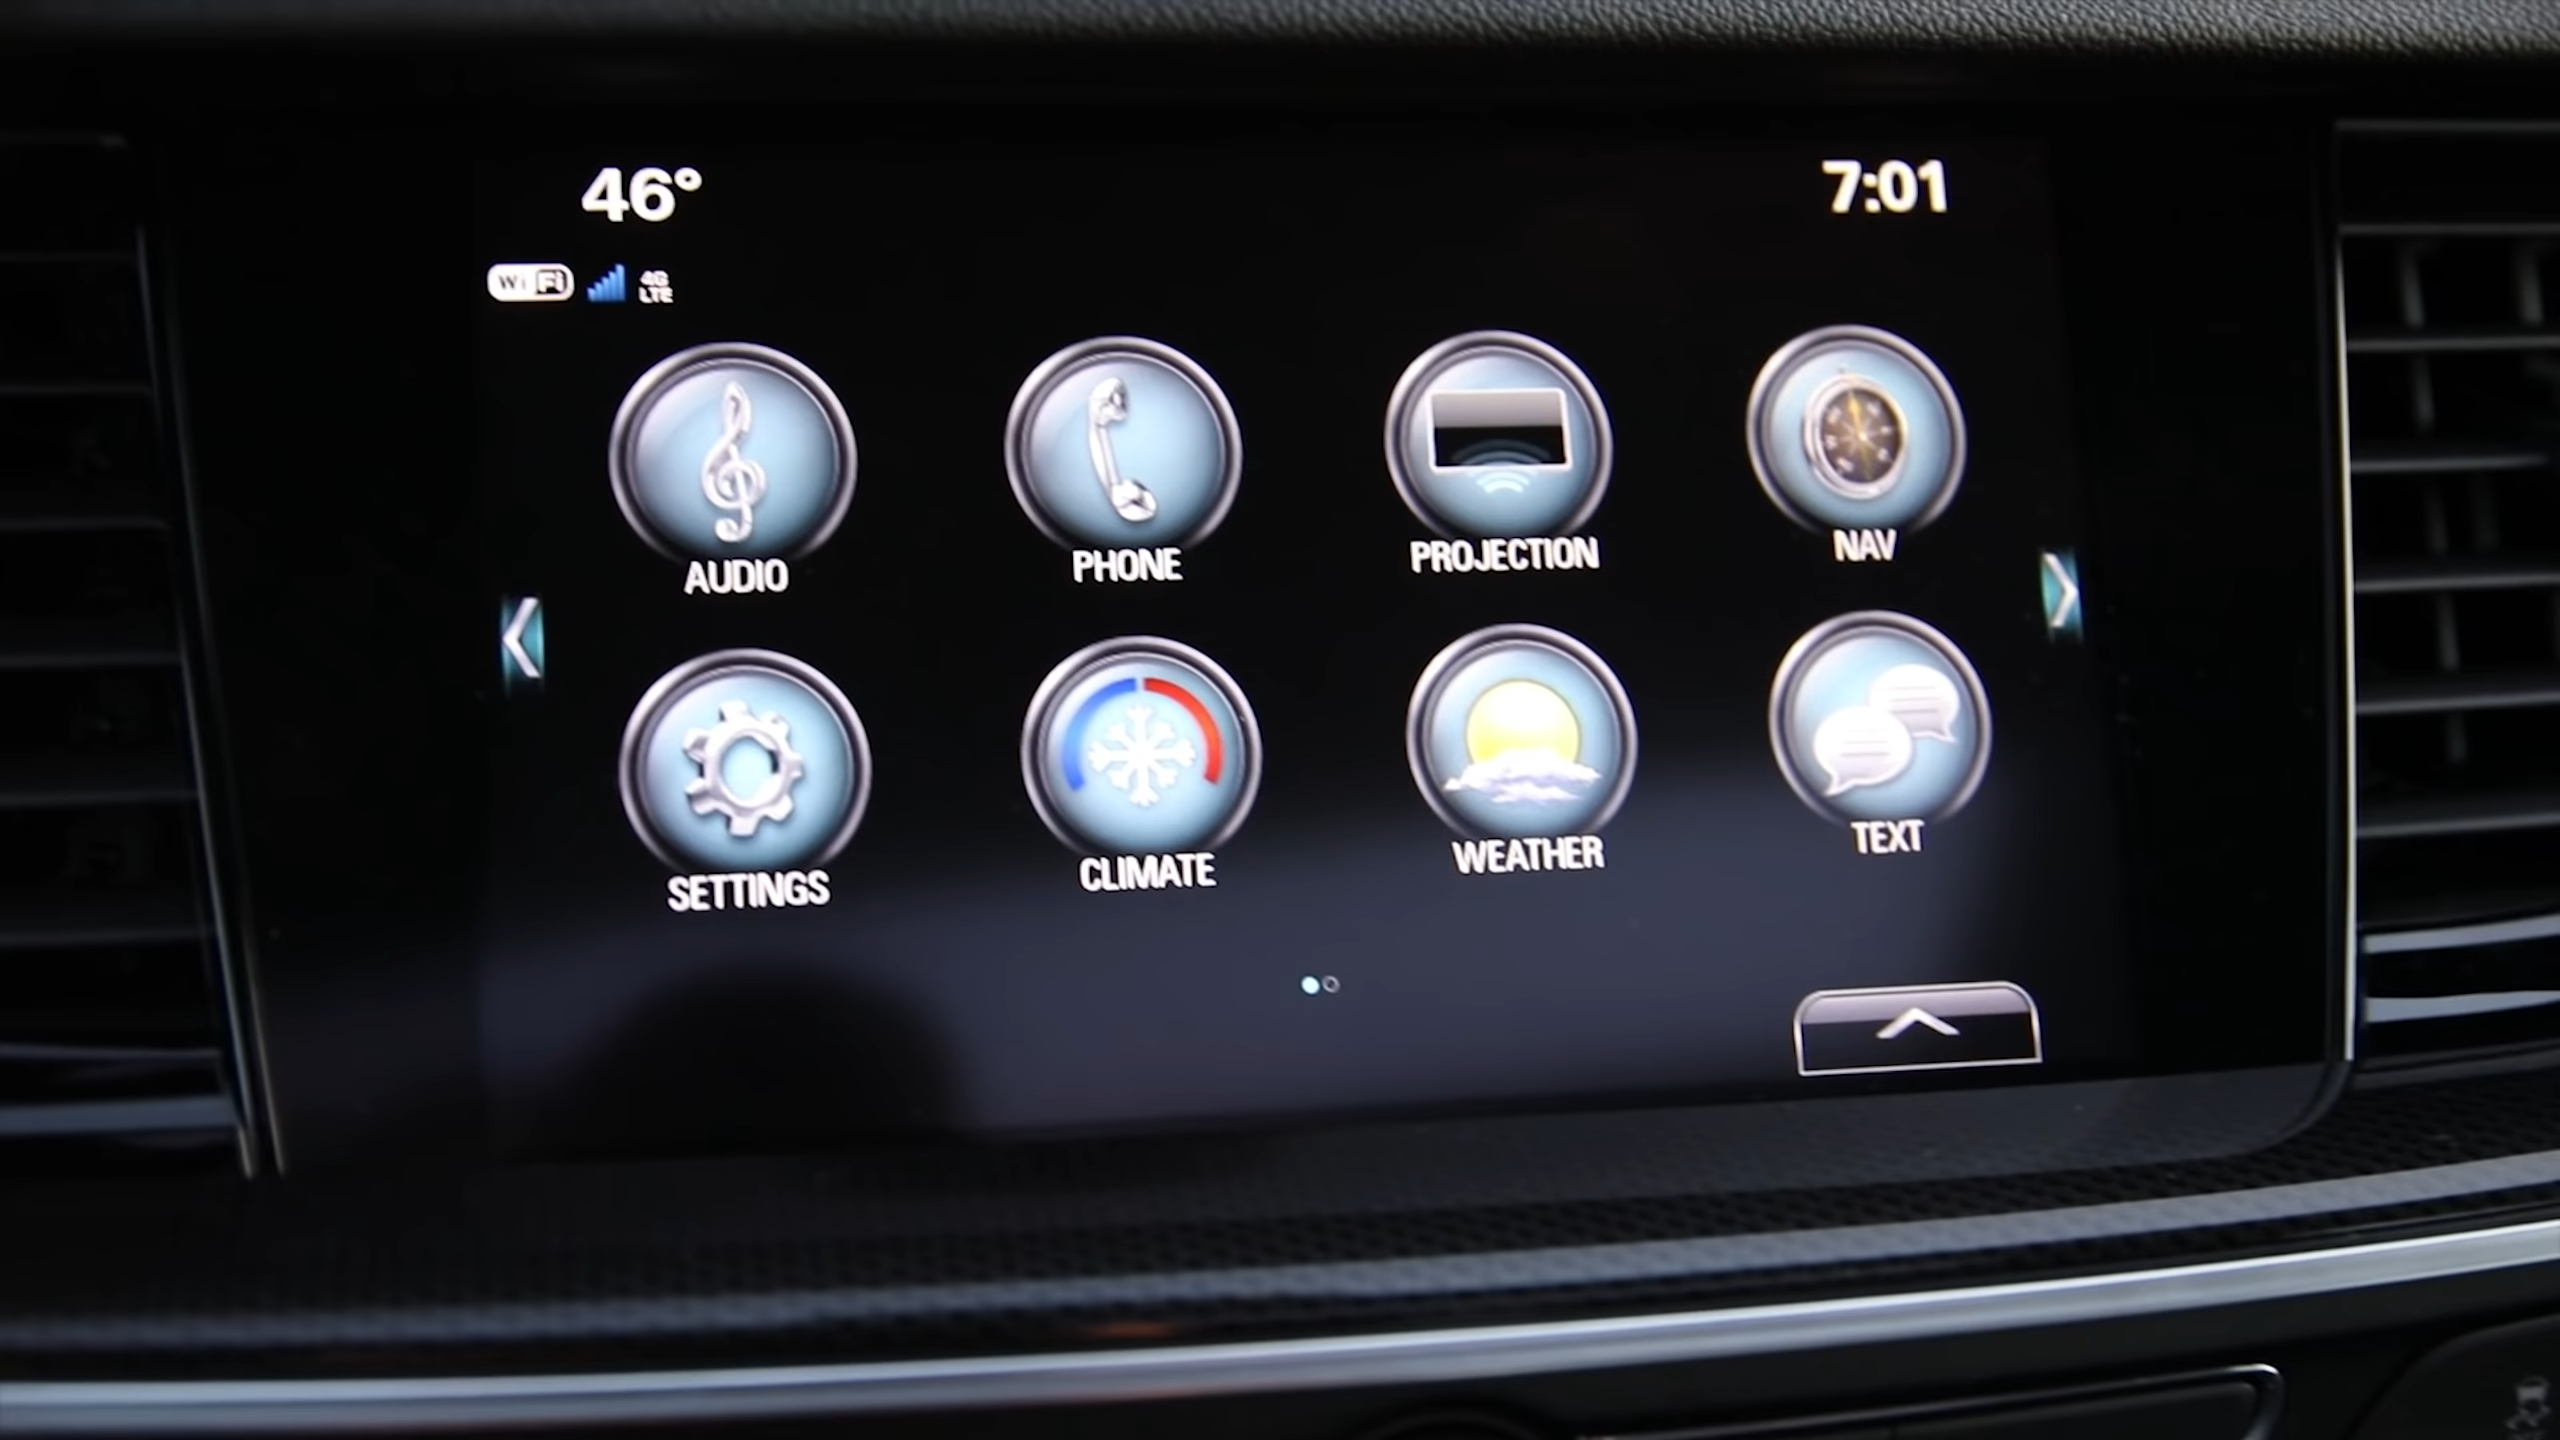 46°
7:01
WiFi
4G
LTE
AUDIO
PHONE
PROJECTION
NAV
SETTINGS
CLIMATE
WEATHER
TEXT